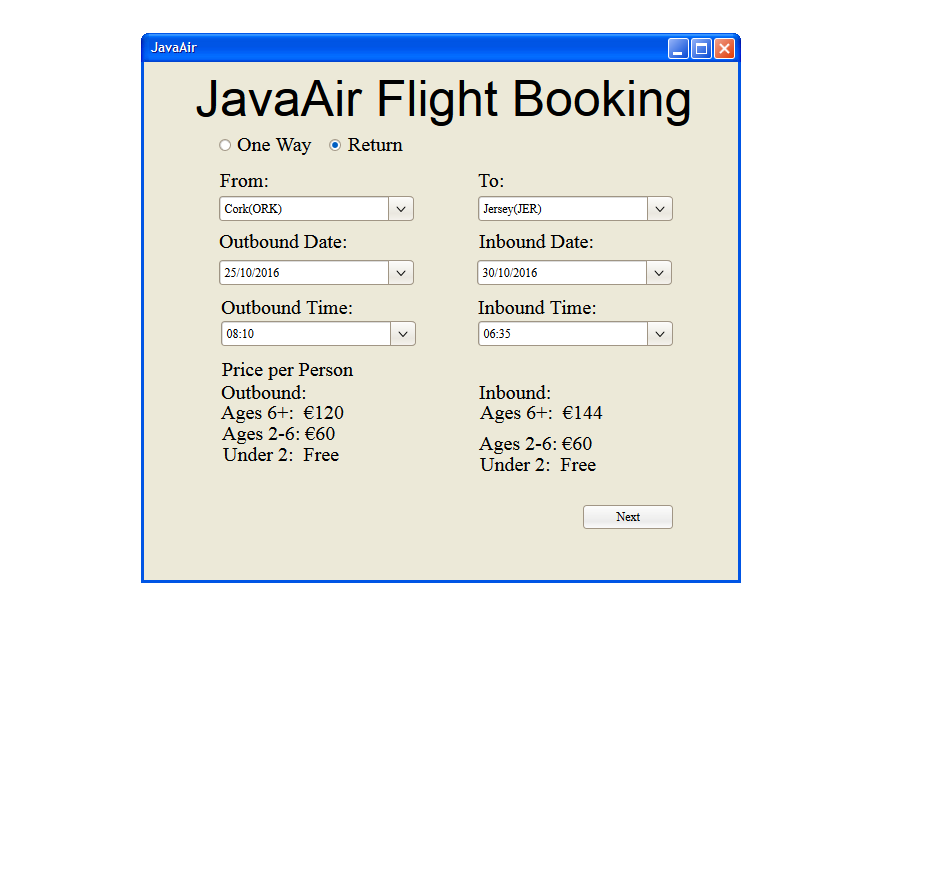 JavaAir
JavaAir Flight Booking
One Way Return
From: To:
Cork(ORK) Jersey(JER)
Outbound Date: Inbound Date:
25/10/2016 30/10/2016
Outbound Time: Inbound Time:
08:10 06:35
Price per Person
Outbound: Inbound:
Ages 6+: €120 Ages 6+: €144
Ages 2-6: €60 Ages 2-6: €60
Under 2: Free Under 2: Free
Next